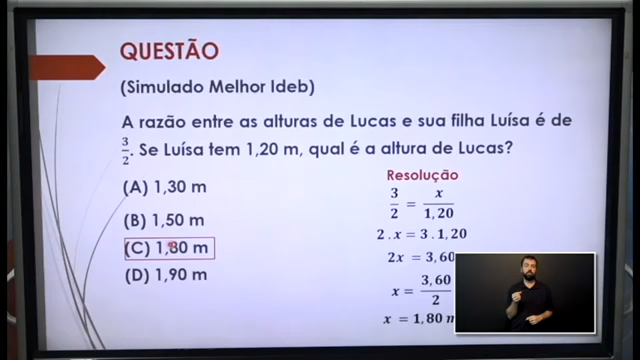 QUESTÃO
(Simulado Melhor Ideb)
A razão entre as alturas de Lucas e sua filha Luísa é de
3/2. Se Luísa tem 1,20 m, qual é a altura de Lucas?
(A) 1,30 m
(B) 1,50 m
(C) 1,80 m
(D) 1,90 m
Resolução
3/2 = x/1,20
2 . x = 3 . 1,20
2x = 3,60
x = 3,60/2
x = 1,80 m